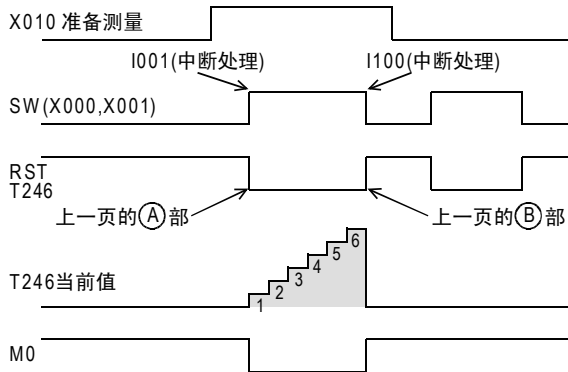 X010 准备测量
I001(中断处理) I100(中断处理)
SW(X000,X001)
RST
T246
上一页的Ⓐ部 上一页的Ⓑ部
6
5
4
3
2
1
T246当前值
M0